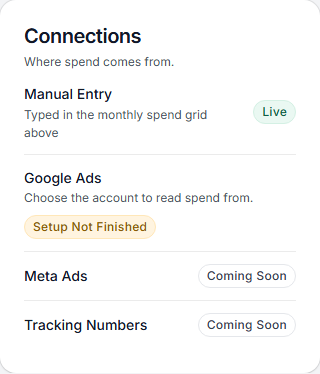 Connections
Where spend comes from.
Manual Entry
Typed in the monthly spend grid
above
Live
Google Ads
Choose the account to read spend from.
Setup Not Finished
Meta Ads
Coming Soon
Tracking Numbers
Coming Soon